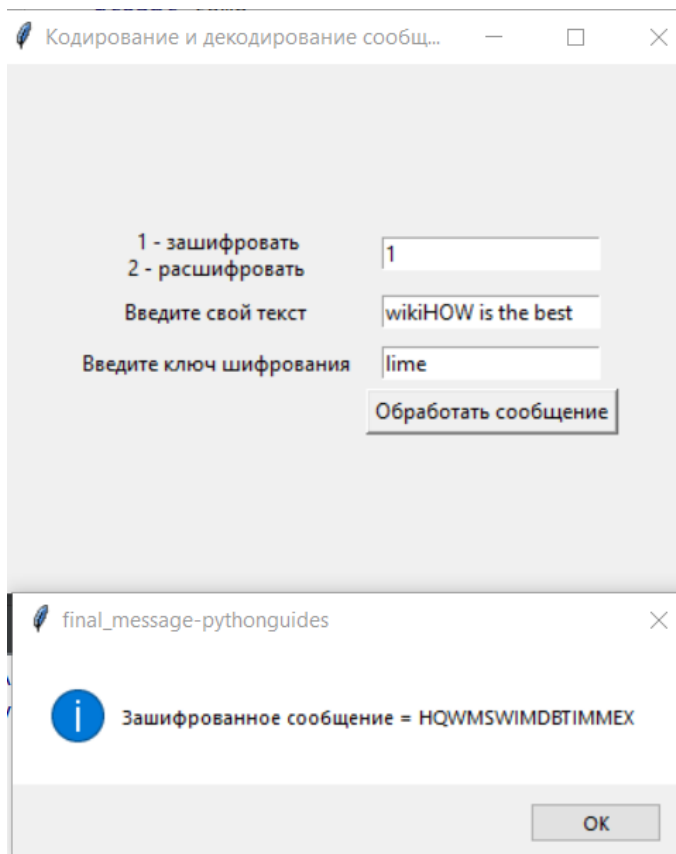 Кодирование и декодирование сообщ...
1 - зашифровать
2 - расшифровать
1
Введите свой текст
wikiHOW is the best
Введите ключ шифрования
lime
Обработать сообщение
final_message-pythonguides
Зашифрованное сообщение = HQWMSWIMDBTIMMEX
OK